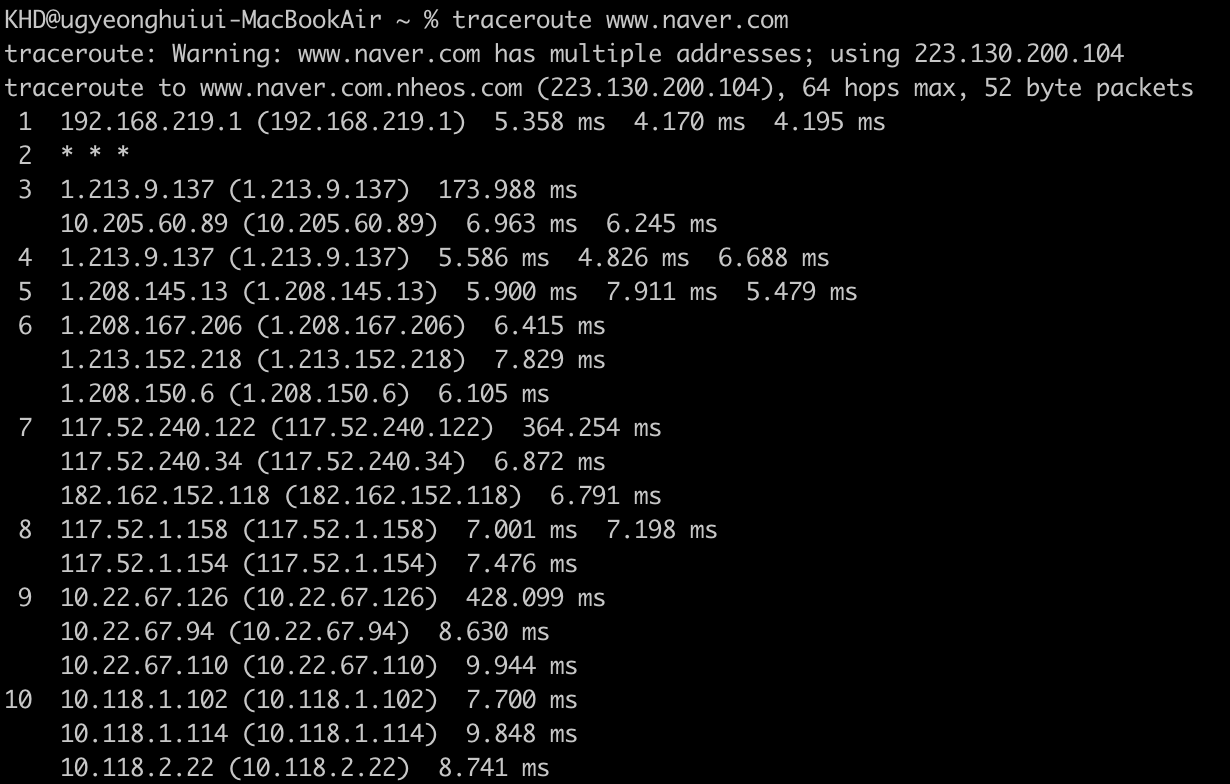 KHD@ugyeonghuiui-MacBookAir ~ % traceroute www.naver.com
traceroute: Warning: www.naver.com has multiple addresses; using 223.130.200.104
traceroute to www.naver.com.nheos.com (223.130.200.104), 64 hops max, 52 byte packets
 1  192.168.219.1 (192.168.219.1)  5.358 ms  4.170 ms  4.195 ms
 2  * * *
 3  1.213.9.137 (1.213.9.137)  173.988 ms
    10.205.60.89 (10.205.60.89)  6.963 ms  6.245 ms
 4  1.213.9.137 (1.213.9.137)  5.586 ms  4.826 ms  6.688 ms
 5  1.208.145.13 (1.208.145.13)  5.900 ms  7.911 ms  5.479 ms
 6  1.208.167.206 (1.208.167.206)  6.415 ms
    1.213.152.218 (1.213.152.218)  7.829 ms
    1.208.150.6 (1.208.150.6)  6.105 ms
 7  117.52.240.122 (117.52.240.122)  364.254 ms
    117.52.240.34 (117.52.240.34)  6.872 ms
    182.162.152.118 (182.162.152.118)  6.791 ms
 8  117.52.1.158 (117.52.1.158)  7.001 ms  7.198 ms
    117.52.1.154 (117.52.1.154)  7.476 ms
 9  10.22.67.126 (10.22.67.126)  428.099 ms
    10.22.67.94 (10.22.67.94)  8.630 ms
    10.22.67.110 (10.22.67.110)  9.944 ms
10  10.118.1.102 (10.118.1.102)  7.700 ms
    10.118.1.114 (10.118.1.114)  9.848 ms
    10.118.2.22 (10.118.2.22)  8.741 ms